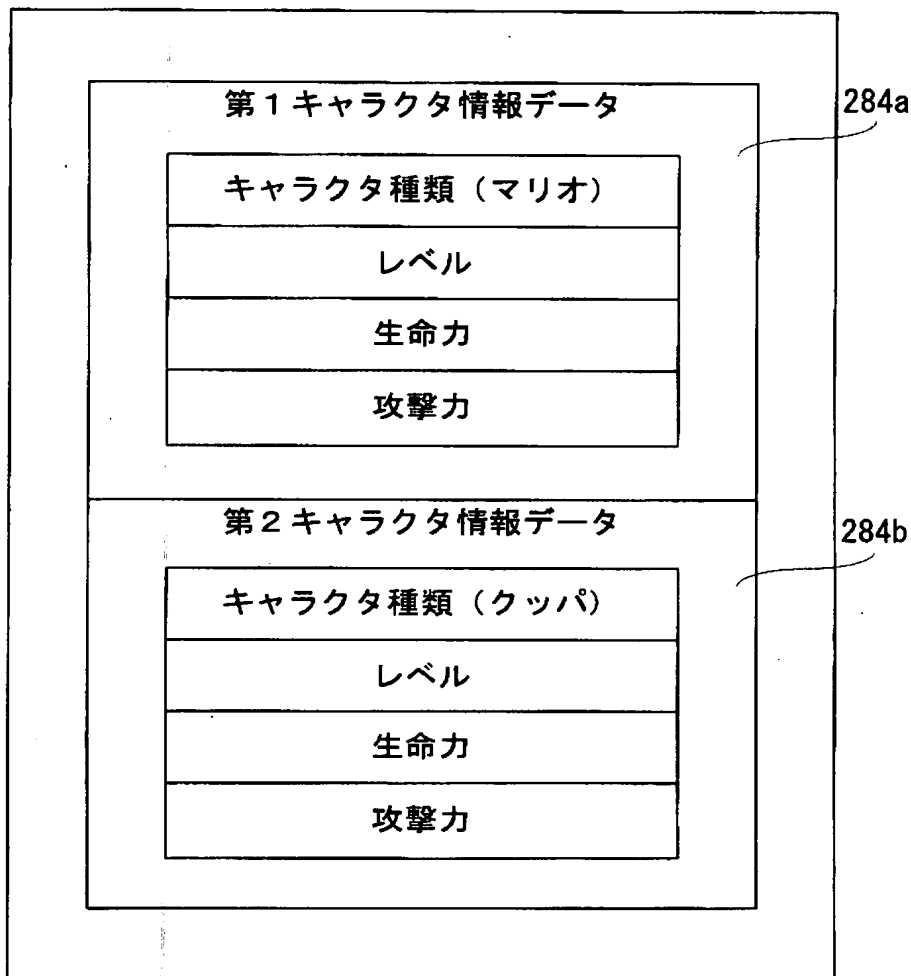 第１キャラクタ情報データ
284a
キャラクタ種類（マリオ）
レベル
生命力
攻撃力
第２キャラクタ情報データ
284b
キャラクタ種類（クッパ）
レベル
生命力
攻撃力